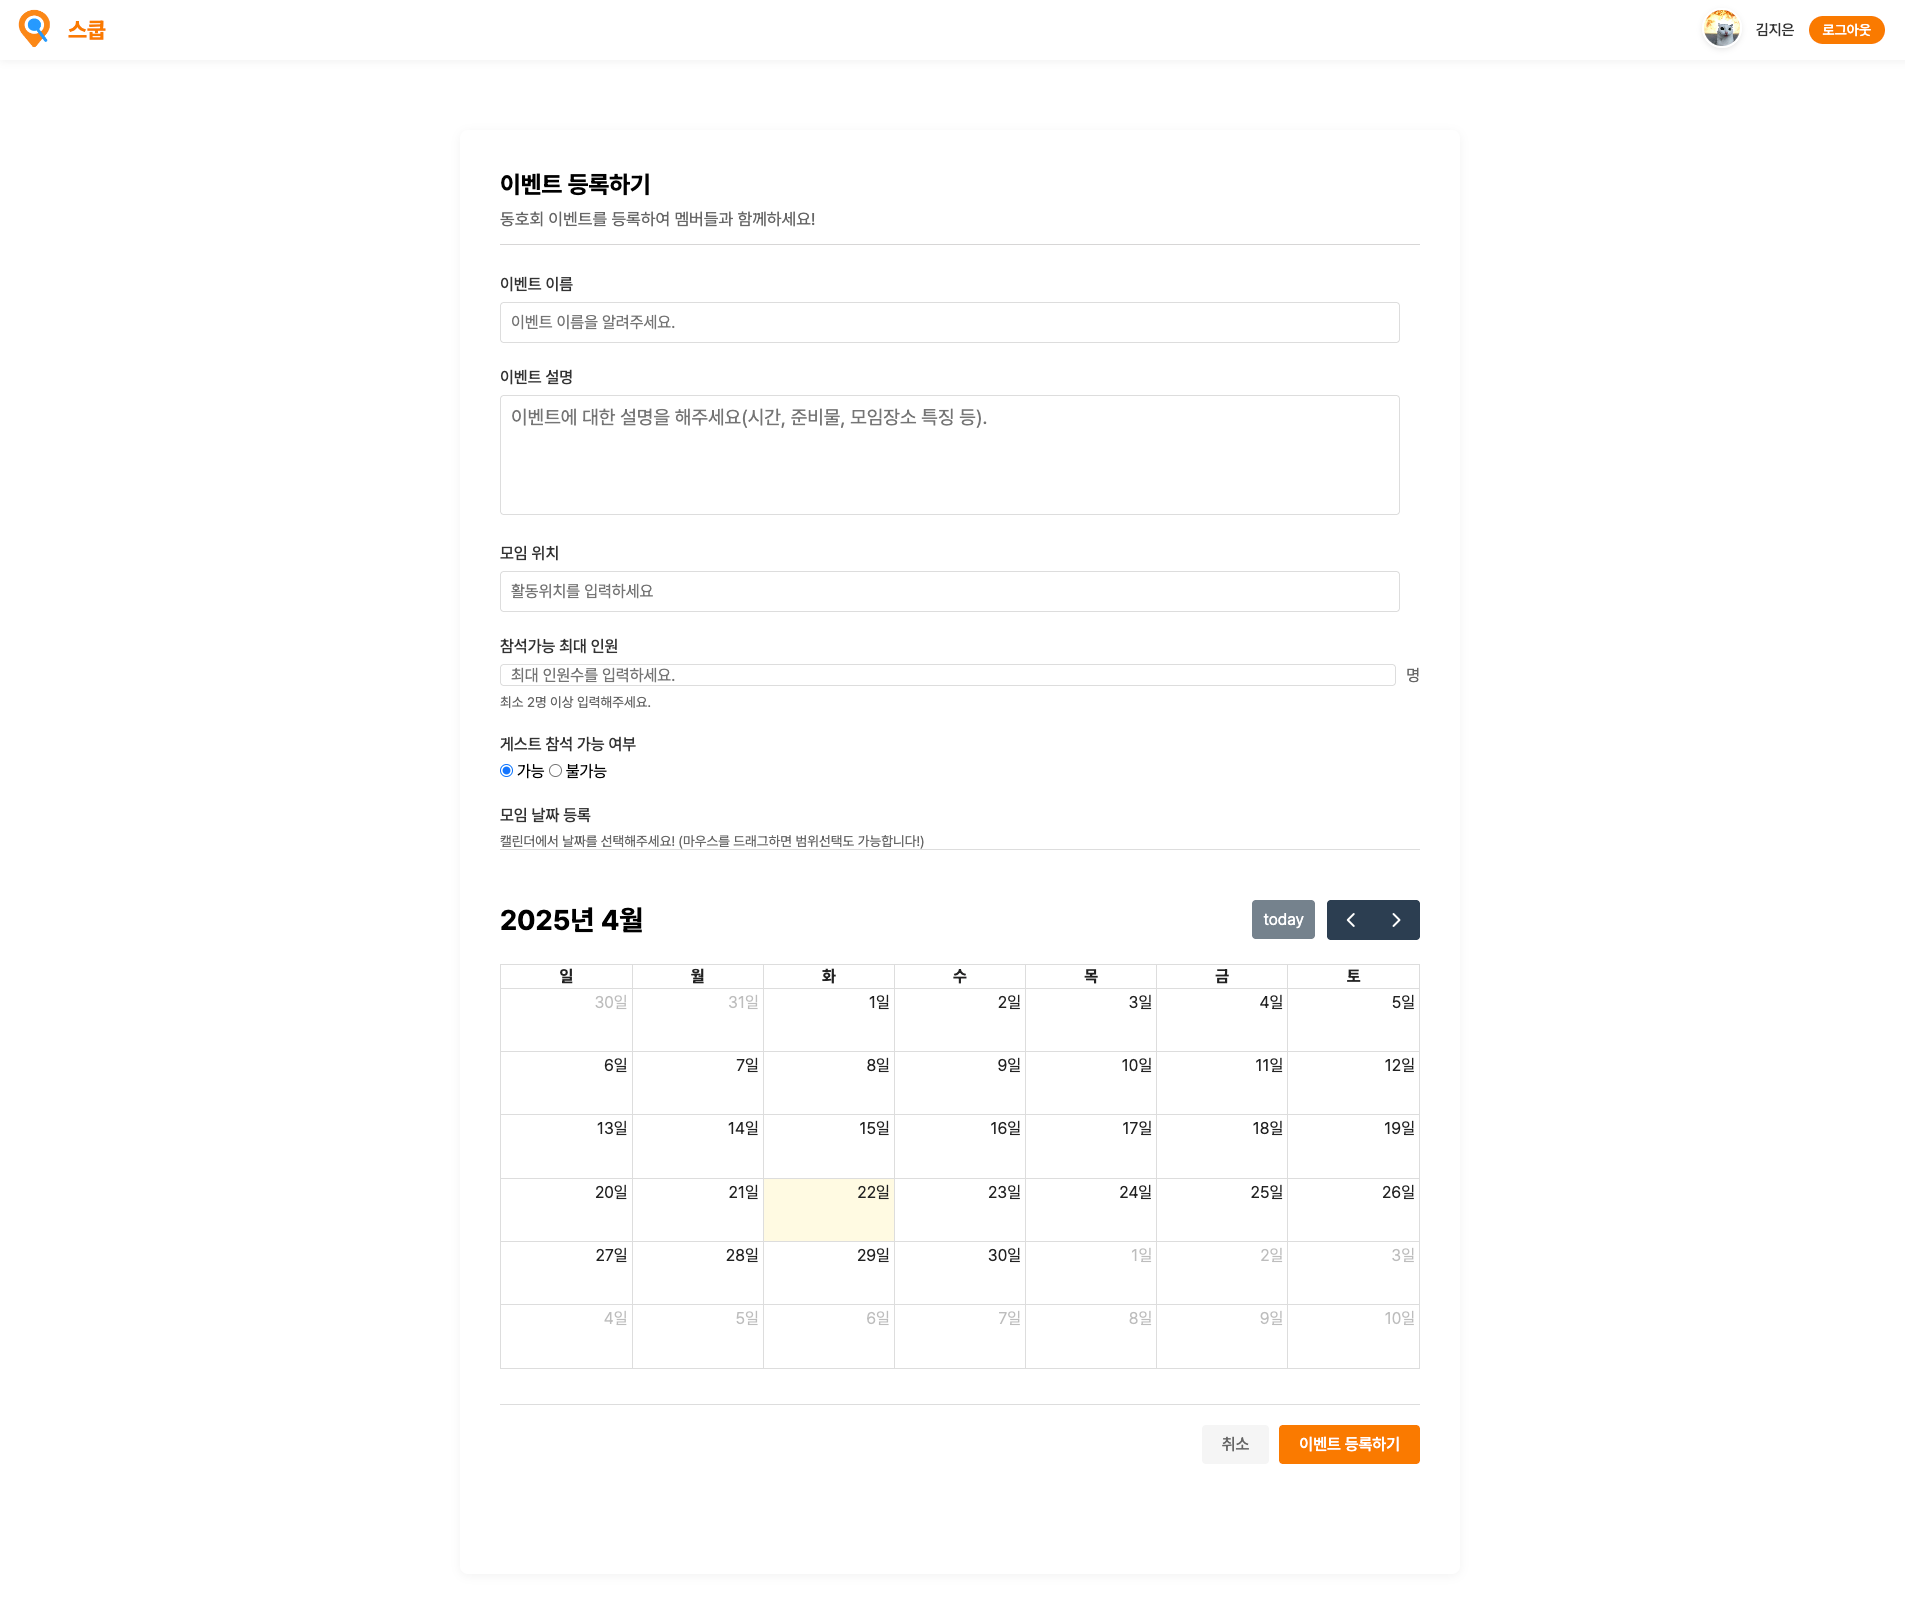 스쿱
김지은
로그아웃
이벤트 등록하기
동호회 이벤트를 등록하여 멤버들과 함께하세요!
이벤트 이름
이벤트 이름을 알려주세요.
이벤트 설명
이벤트에 대한 설명을 해주세요(시간, 준비물, 모임장소 특징 등).
모임 위치
활동위치를 입력하세요
참석가능 최대 인원
최대 인원수를 입력하세요. 명
최소 2명 이상 입력해주세요.
게스트 참석 가능 여부
가능 불가능
모임 날짜 등록
캘린더에서 날짜를 선택해주세요! (마우스를 드래그하면 범위선택도 가능합니다!)
2025년 4월
today
일 월 화 수 목 금 토
30일 31일 1일 2일 3일 4일 5일
6일 7일 8일 9일 10일 11일 12일
13일 14일 15일 16일 17일 18일 19일
20일 21일 22일 23일 24일 25일 26일
27일 28일 29일 30일 1일 2일 3일
4일 5일 6일 7일 8일 9일 10일
취소
이벤트 등록하기